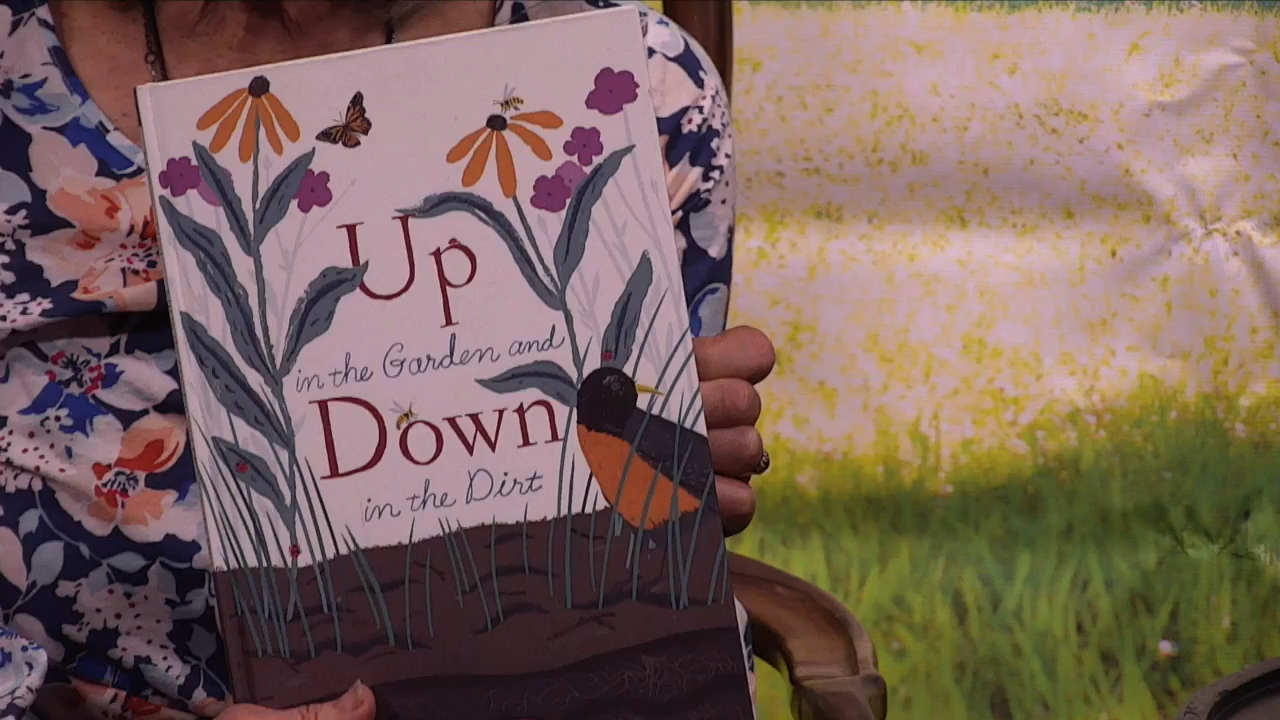 Up
in the Garden and
Down
in the Dirt